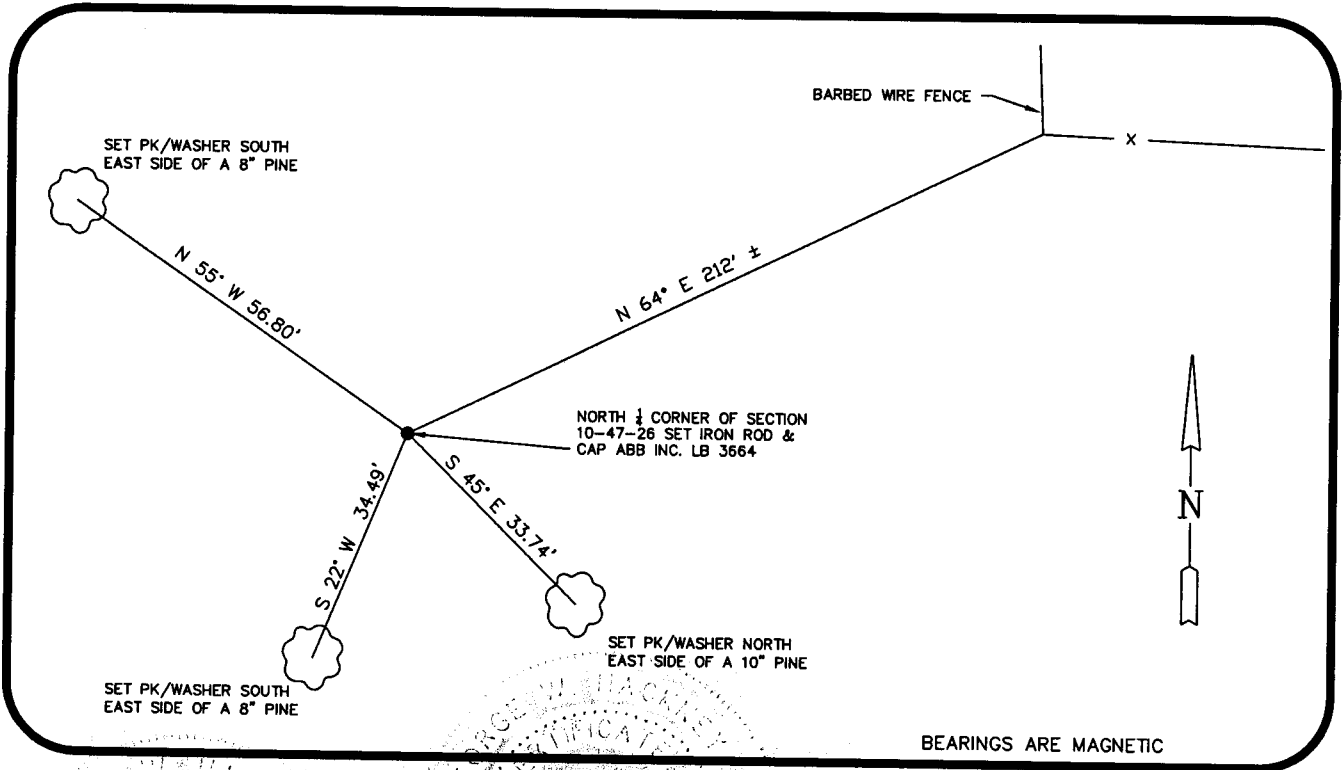 BARBED WIRE FENCE
X
SET PK/WASHER SOUTH
EAST SIDE OF A 8" PINE
N 55° W 56.80'
N 64° E 212' ±
NORTH ¼ CORNER OF SECTION
10-47-26 SET IRON ROD &
CAP ABB INC. LB 3664
S 22° W 34.49'
S 45° E 33.74'
N
SET PK/WASHER NORTH
EAST SIDE OF A 10" PINE
SET PK/WASHER SOUTH
EAST SIDE OF A 8" PINE
BEARINGS ARE MAGNETIC